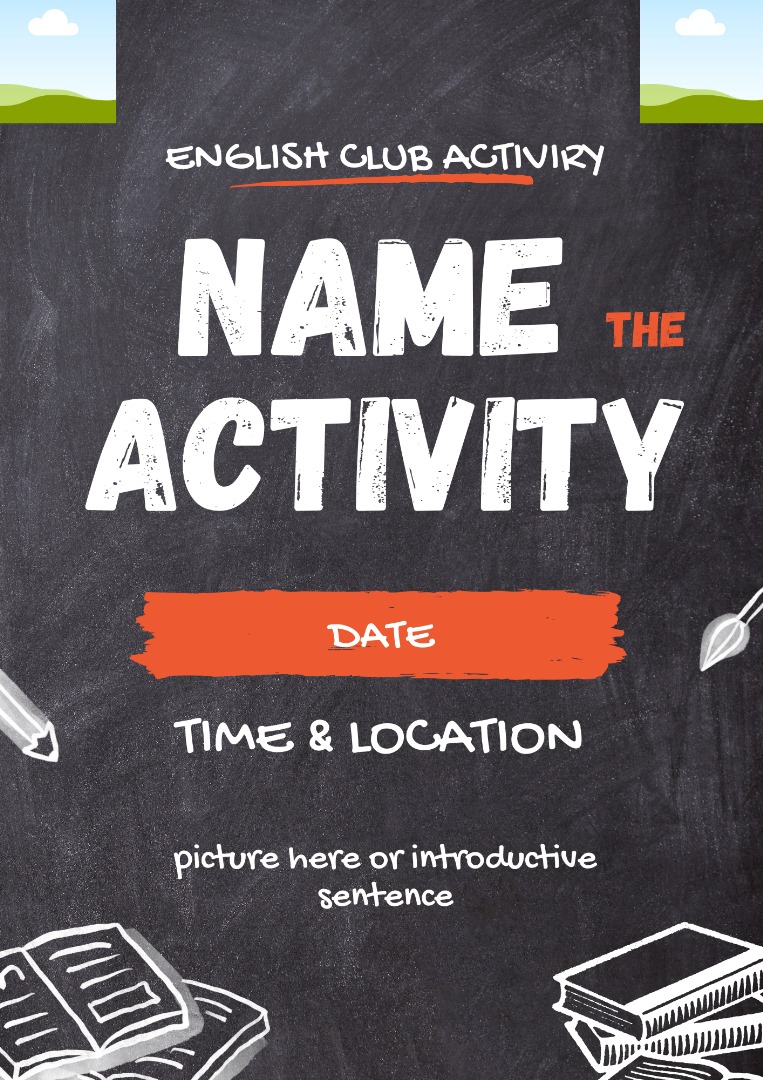 ENGLISH CLUB ACTIVIRY
NAME THE
ACTIVITY
DATE
TIME & LOCATION
picture here or introductive
sentence